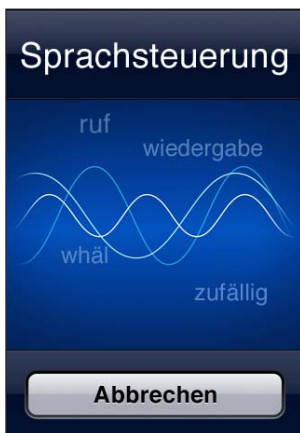 Sprachsteuerung
ruf
wiedergabe
whäl
zufällig
Abbrechen